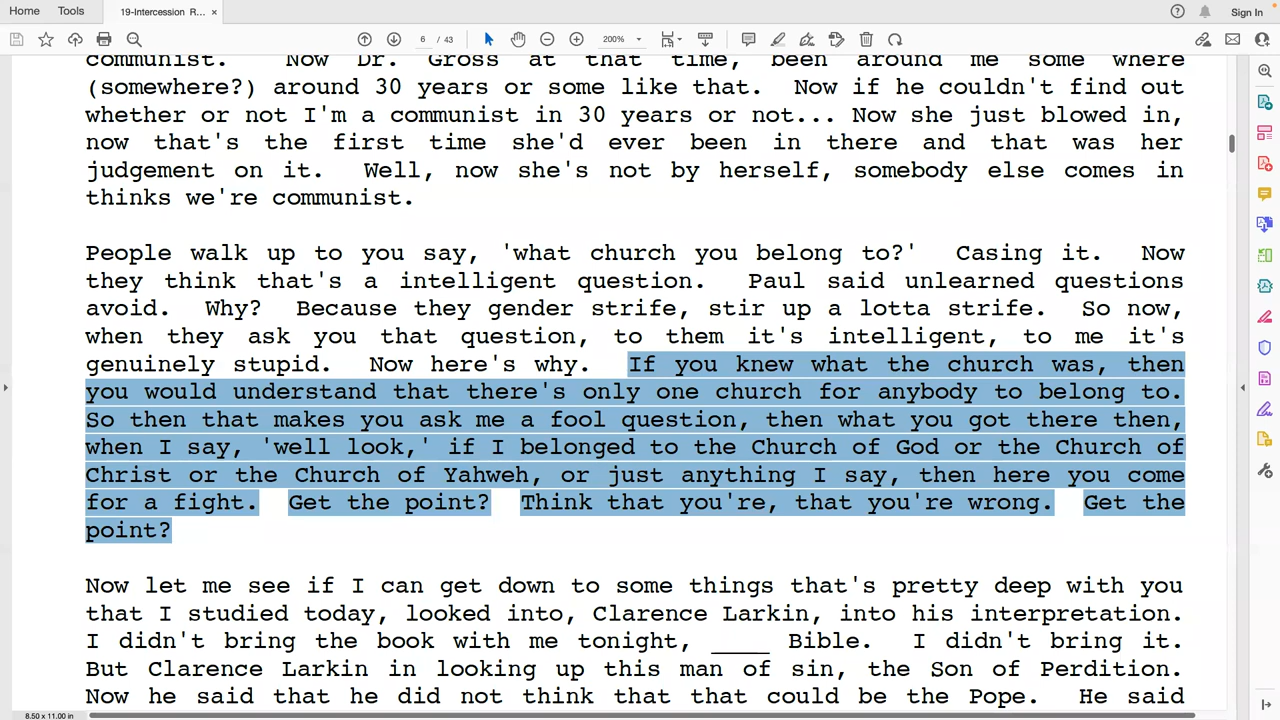 Home
Tools
19-Intercession R...
×
Sign In
6 / 43
200%
communist. Now Dr. Gross at that time, been around me some where
(somewhere?) around 30 years or some like that. Now if he couldn't find out
whether or not I'm a communist in 30 years or not... Now she just blowed in,
now that's the first time she'd ever been in there and that was her
judgement on it. Well, now she's not by herself, somebody else comes in
thinks we're communist.
People walk up to you say, 'what church you belong to?' Casing it. Now
they think that's a intelligent question. Paul said unlearned questions
avoid. Why? Because they gender strife, stir up a lotta strife. So now,
when they ask you that question, to them it's intelligent, to me it's
genuinely stupid. Now here's why. If you knew what the church was, then
you would understand that there's only one church for anybody to belong to.
So then that makes you ask me a fool question, then what you got there then,
when I say, 'well look,' if I belonged to the Church of God or the Church of
Christ or the Church of Yahweh, or just anything I say, then here you come
for a fight. Get the point? Think that you're, that you're wrong. Get the
point?
Now let me see if I can get down to some things that's pretty deep with you
that I studied today, looked into, Clarence Larkin, into his interpretation.
I didn't bring the book with me tonight, ____ Bible. I didn't bring it.
But Clarence Larkin in looking up this man of sin, the Son of Perdition.
Now he said that he did not think that that could be the Pope. He said
8.50 x 11.00 in